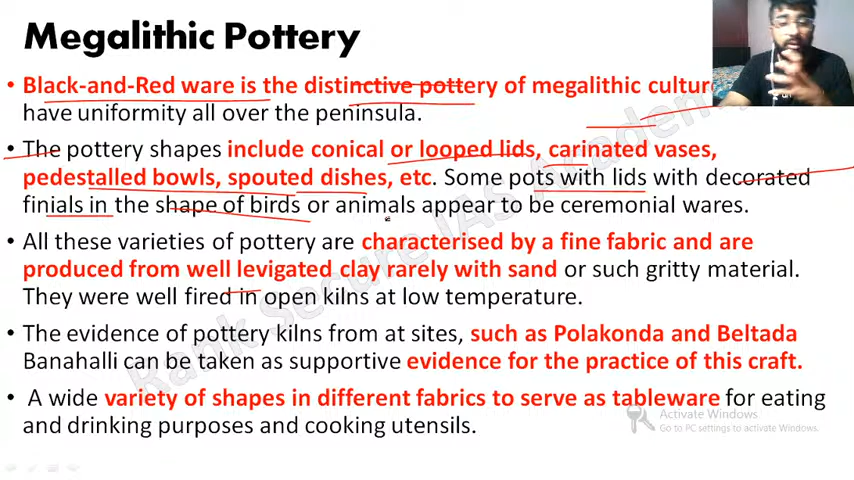 Megalithic Pottery
• Black-and-Red ware is the distinctive pottery of megalithic culture
have uniformity all over the peninsula.
• The pottery shapes include conical or looped lids, carinated vases,
pedestalled bowls, spouted dishes, etc. Some pots with lids with decorated
finials in the shape of birds or animals appear to be ceremonial wares.
• All these varieties of pottery are characterised by a fine fabric and are
produced from well levigated clay rarely with sand or such gritty material.
They were well fired in open kilns at low temperature.
• The evidence of pottery kilns from at sites, such as Polakonda and Beltada
Banahalli can be taken as supportive evidence for the practice of this craft.
• A wide variety of shapes in different fabrics to serve as tableware for eating
and drinking purposes and cooking utensils.
Rank Secure IAS Academy
Activate Windows
Go to PC settings to activate Windows.